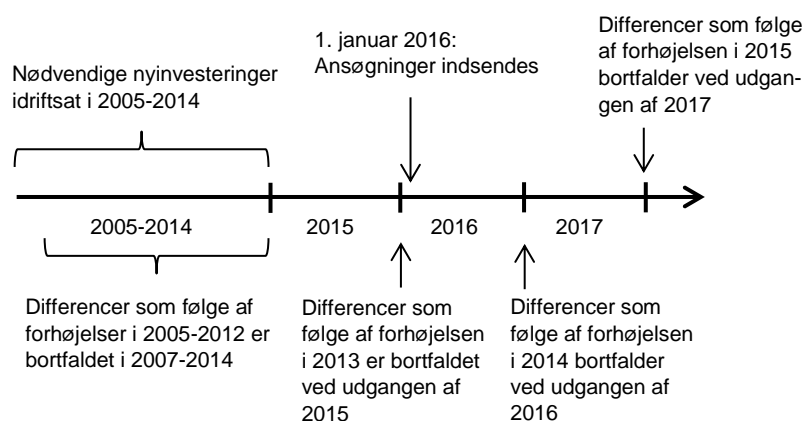 Nødvendige nyinvesteringer
idriftsat i 2005-2014
1. januar 2016:
Ansøgninger indsendes
Differencer som følge
af forhøjelsen i 2015
bortfalder ved udgan-
gen af 2017
2005-2014
2015
2016
2017
Differencer som følge af
forhøjelser i 2005-2012 er
bortfaldet i 2007-2014
Differencer som
følge af forhøjelsen
i 2013 er bortfaldet
ved udgangen af
2015
Differencer som
følge af forhøjelsen
i 2014 bortfalder
ved udgangen af
2016